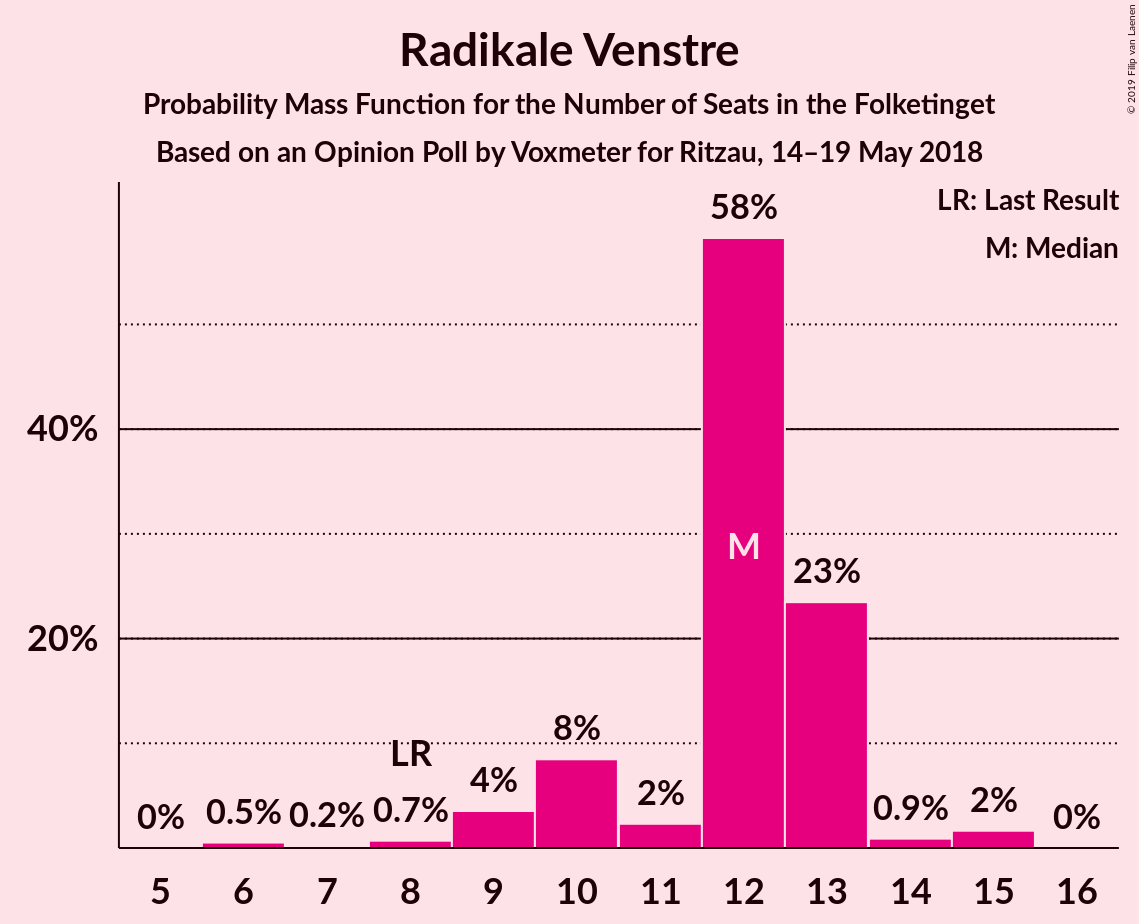 Radikale Venstre
Probability Mass Function for the Number of Seats in the Folketinget
Based on an Opinion Poll by Voxmeter for Ritzau, 14–19 May 2018
© 2019 Filip van Laenen
LR: Last Result
M: Median
58%
40%
M
23%
20%
8%
LR
4%
2%
0%
0.5%
0.2%
0.7%
0.9%
2%
0%
5 6 7 8 9 10 11 12 13 14 15 16